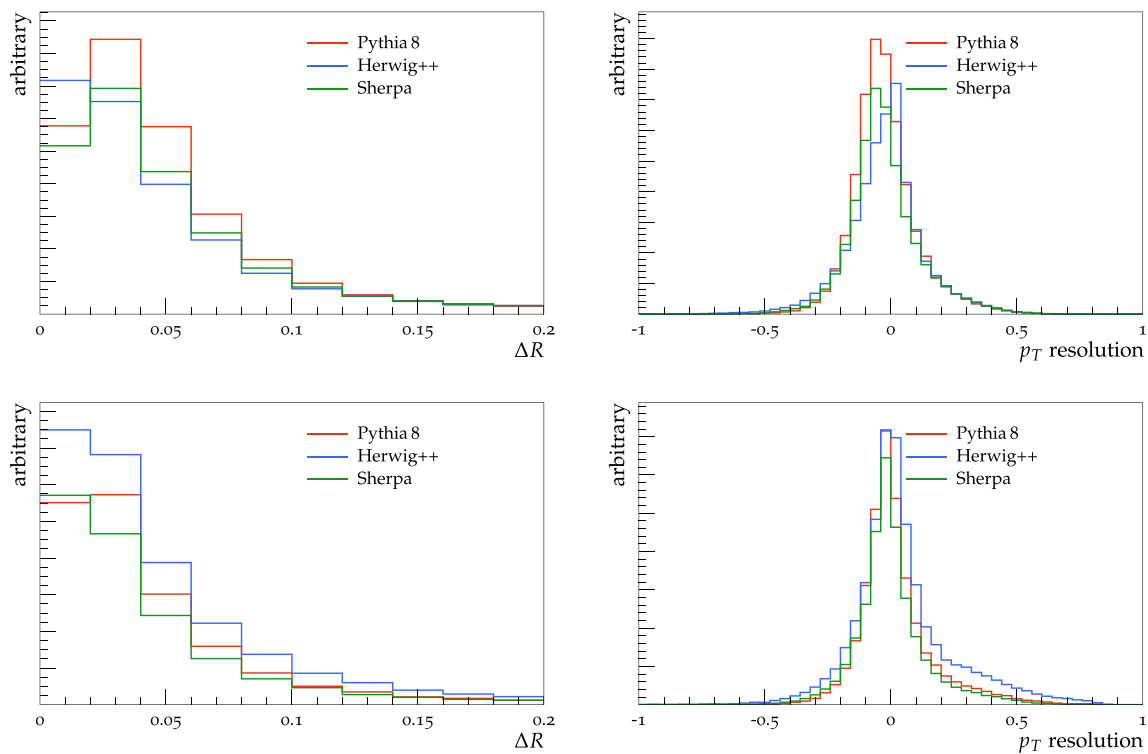 arbitrary
Pythia 8
Herwig++
Sherpa
0 0.05 0.1 0.15 0.2
ΔR
arbitrary
Pythia 8
Herwig++
Sherpa
-1 -0.5 0 0.5 1
pT resolution
arbitrary
Pythia 8
Herwig++
Sherpa
0 0.05 0.1 0.15 0.2
ΔR
arbitrary
Pythia 8
Herwig++
Sherpa
-1 -0.5 0 0.5 1
pT resolution